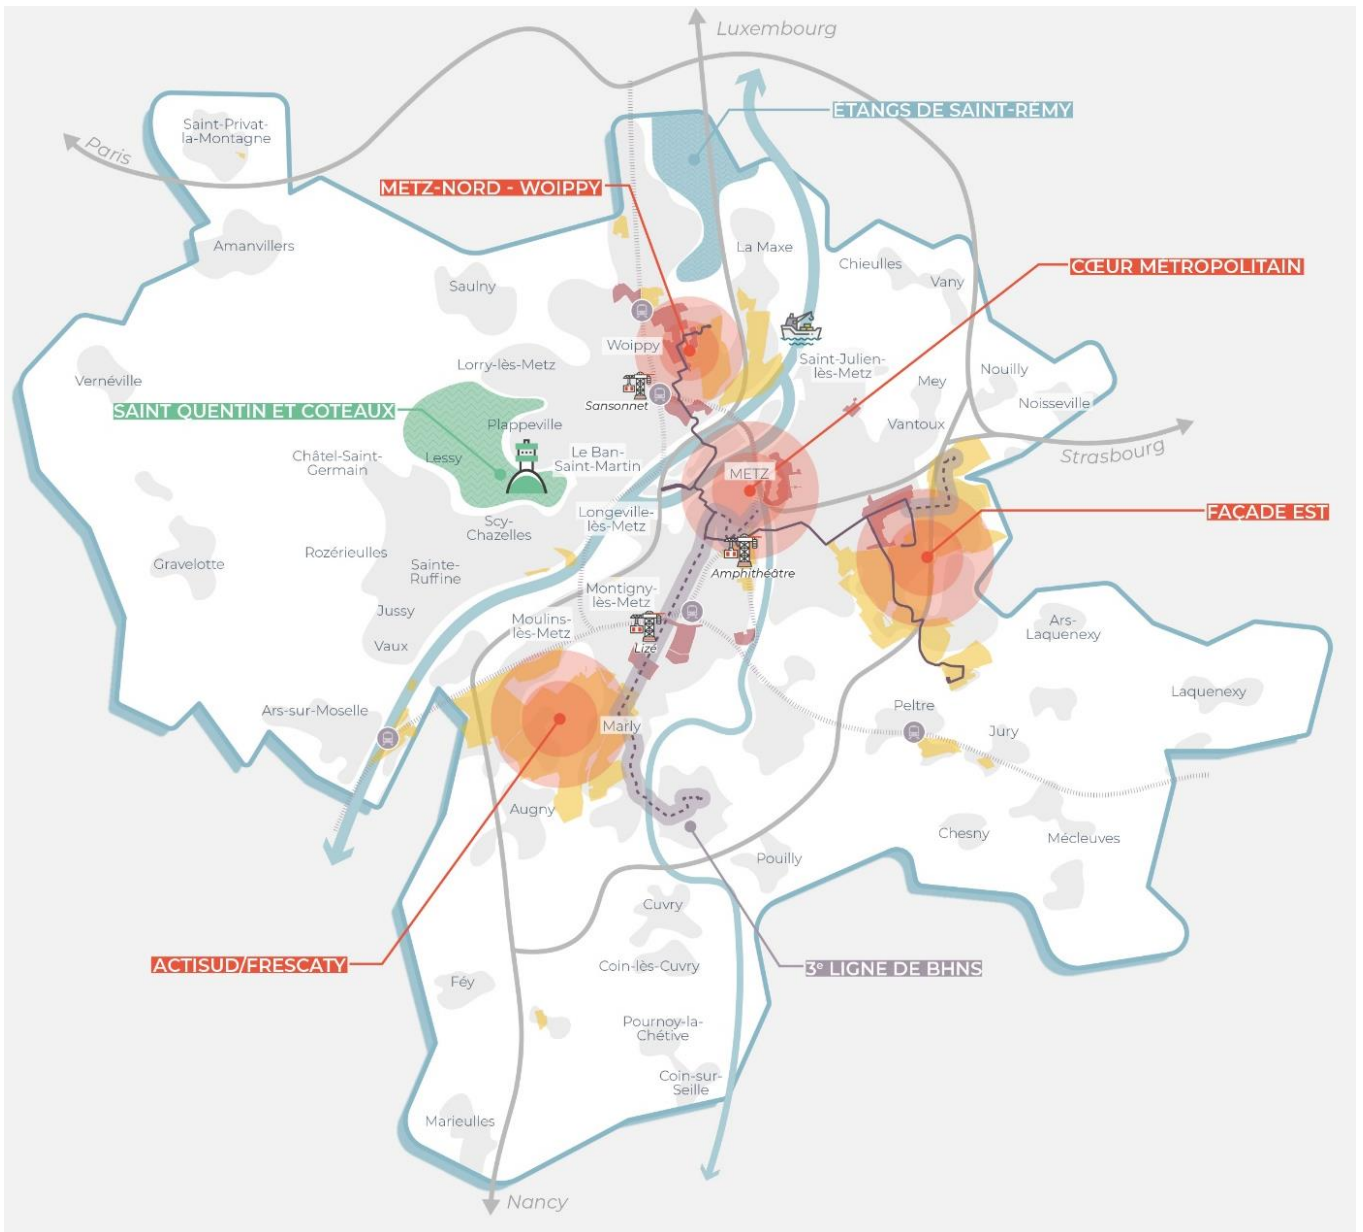 Luxembourg
ÉTANGS DE SAINT-RÉMY
Saint-Privat-
la-Montagne
Paris
METZ-NORD - WOIPPY
Amanvillers
La Maxe
Chieulles
CŒUR MÉTROPOLITAIN
Vany
Saulny
Woippy
Lorry-lès-Metz
Saint-Julien-
lès-Metz
Nouilly
Mey
Vernéville
Sansonnet
Noisseville
SAINT QUENTIN ET COTEAUX
Plappeville
Vantoux
Strasbourg
Châtel-Saint-
Germain
Lessy
Le Ban-
Saint-Martin
METZ
Longeville-
lès-Metz
FAÇADE EST
Scy-
Chazelles
Rozérieulles
Gravelotte
Sainte-
Ruffine
Amphithéâtre
Montigny-
lès-Metz
Jussy
Moulins-
lès-Metz
Ars-
Laquenexy
Vaux
Lizé
Laquenexy
Ars-sur-Moselle
Marly
Peltre
Jury
Augny
Chesny
Mécleuves
Pouilly
Cuvry
ACTISUD/FRESCATY
Coin-lès-Cuvry
3e LIGNE DE BHNS
Féy
Pournoy-la-
Chétive
Coin-sur-
Seille
Marieulles
Nancy